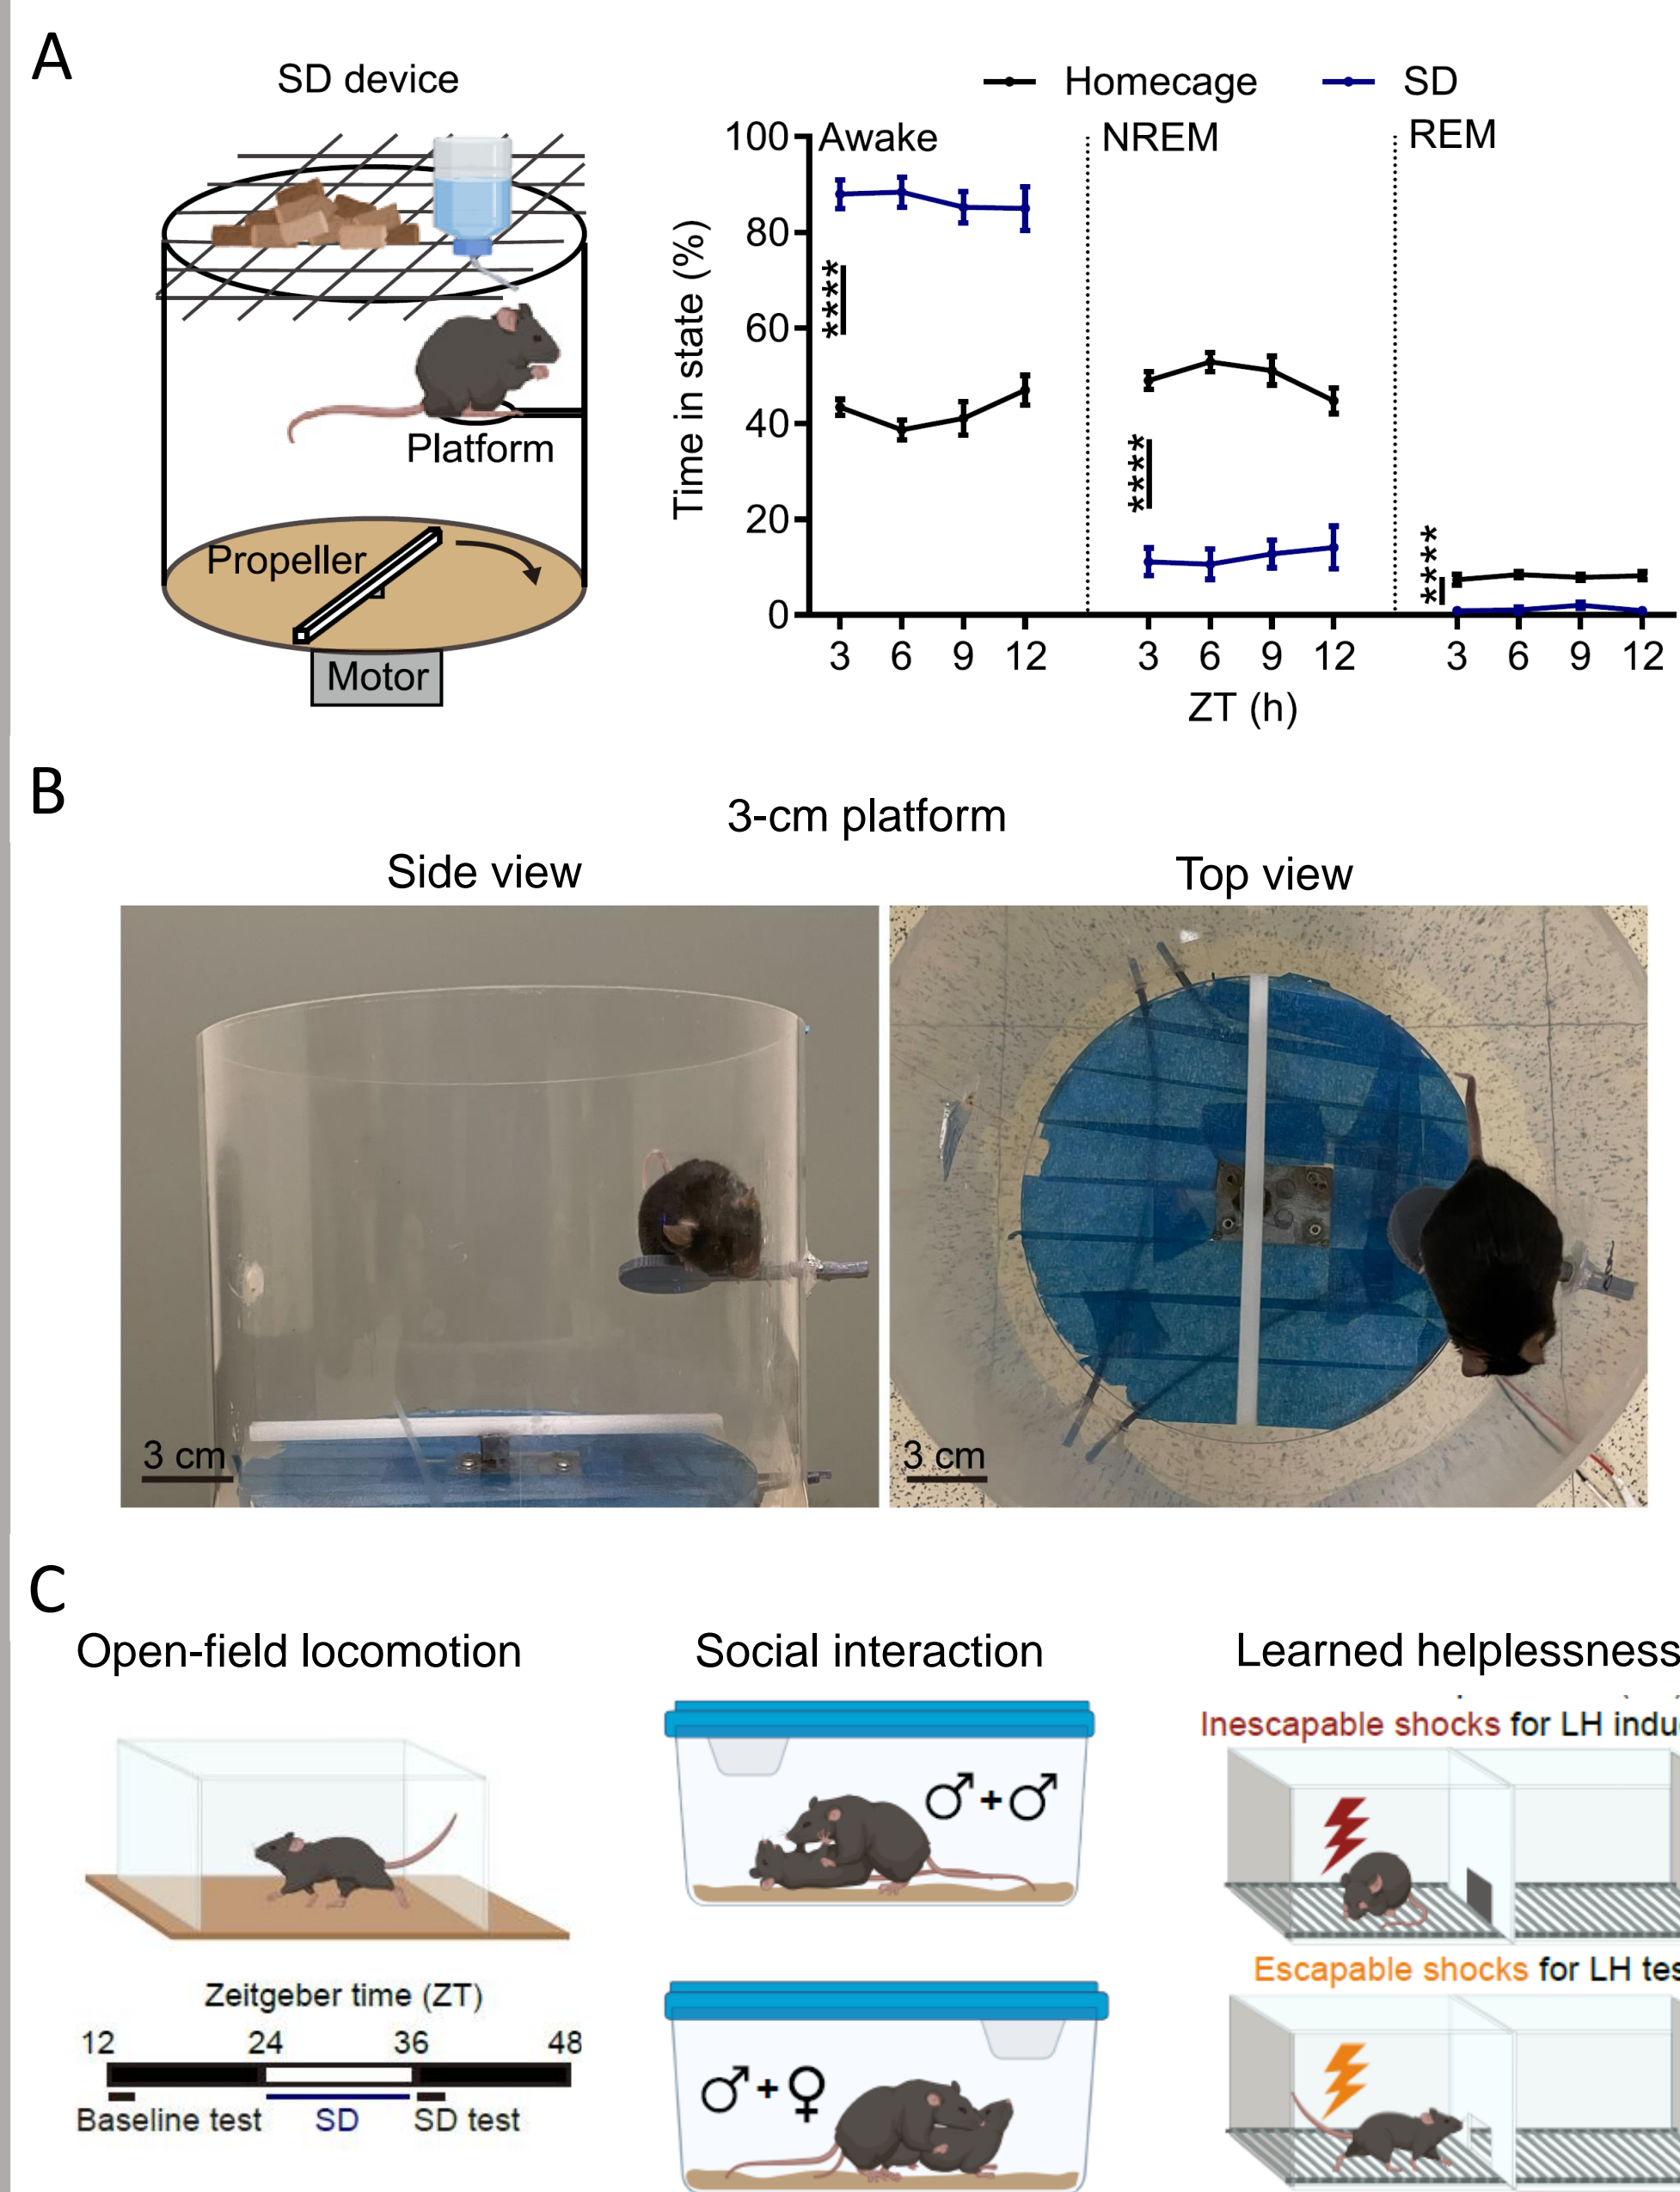 A
SD device
Platform
Propeller
Motor
Homecage
SD
Awake
NREM
REM
100
80
60
40
20
0
Time in state (%)
****
****
****
3 6 9 12
3 6 9 12
3 6 9 12
ZT (h)
B
3-cm platform
Side view
Top view
3 cm
3 cm
C
Open-field locomotion
Social interaction
Learned helplessness
Inescapable shocks for LH
♂+♂
Escapable shocks for LH
Zeitgeber time (ZT)
12 24 36 48
Baseline test
SD
SD test
♂+♀